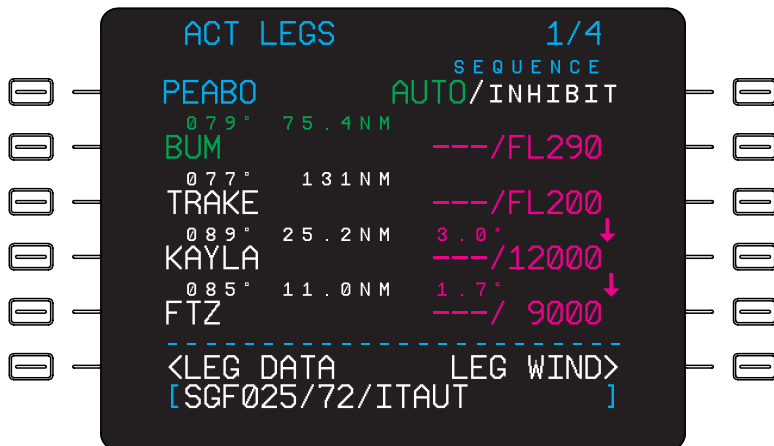 ACT LEGS 1/4
SEQUENCE
PEABO AUTO/INHIBIT
079° 75.4NM
BUM ---/FL290
077° 131NM
TRAKE ---/FL200
089° 25.2NM 3.0° ↓
KAYLA ---/12000
085° 11.0NM 1.7° ↓
FTZ ---/ 9000
------------------------
<LEG DATA LEG WIND>
[SGF025/72/ITAUT ]